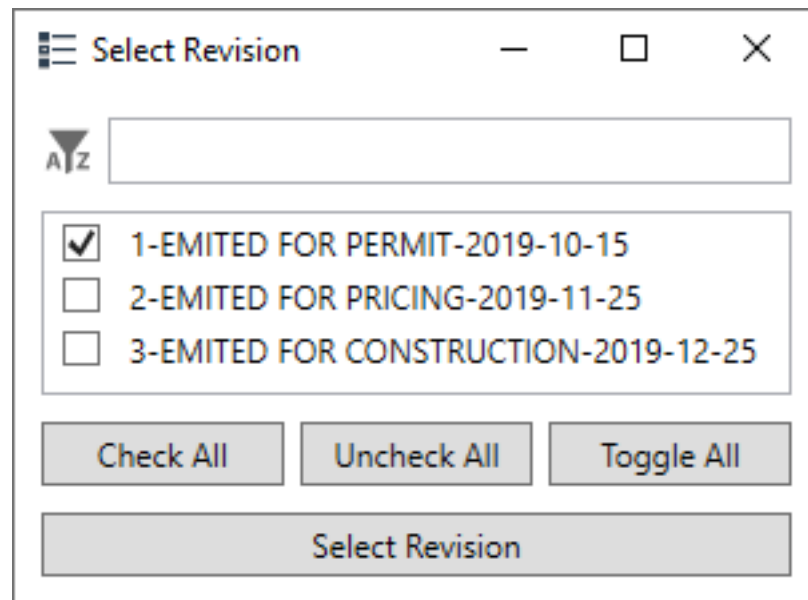 Select Revision
AZ
1-EMITED FOR PERMIT-2019-10-15
2-EMITED FOR PRICING-2019-11-25
3-EMITED FOR CONSTRUCTION-2019-12-25
Check All Uncheck All Toggle All
Select Revision